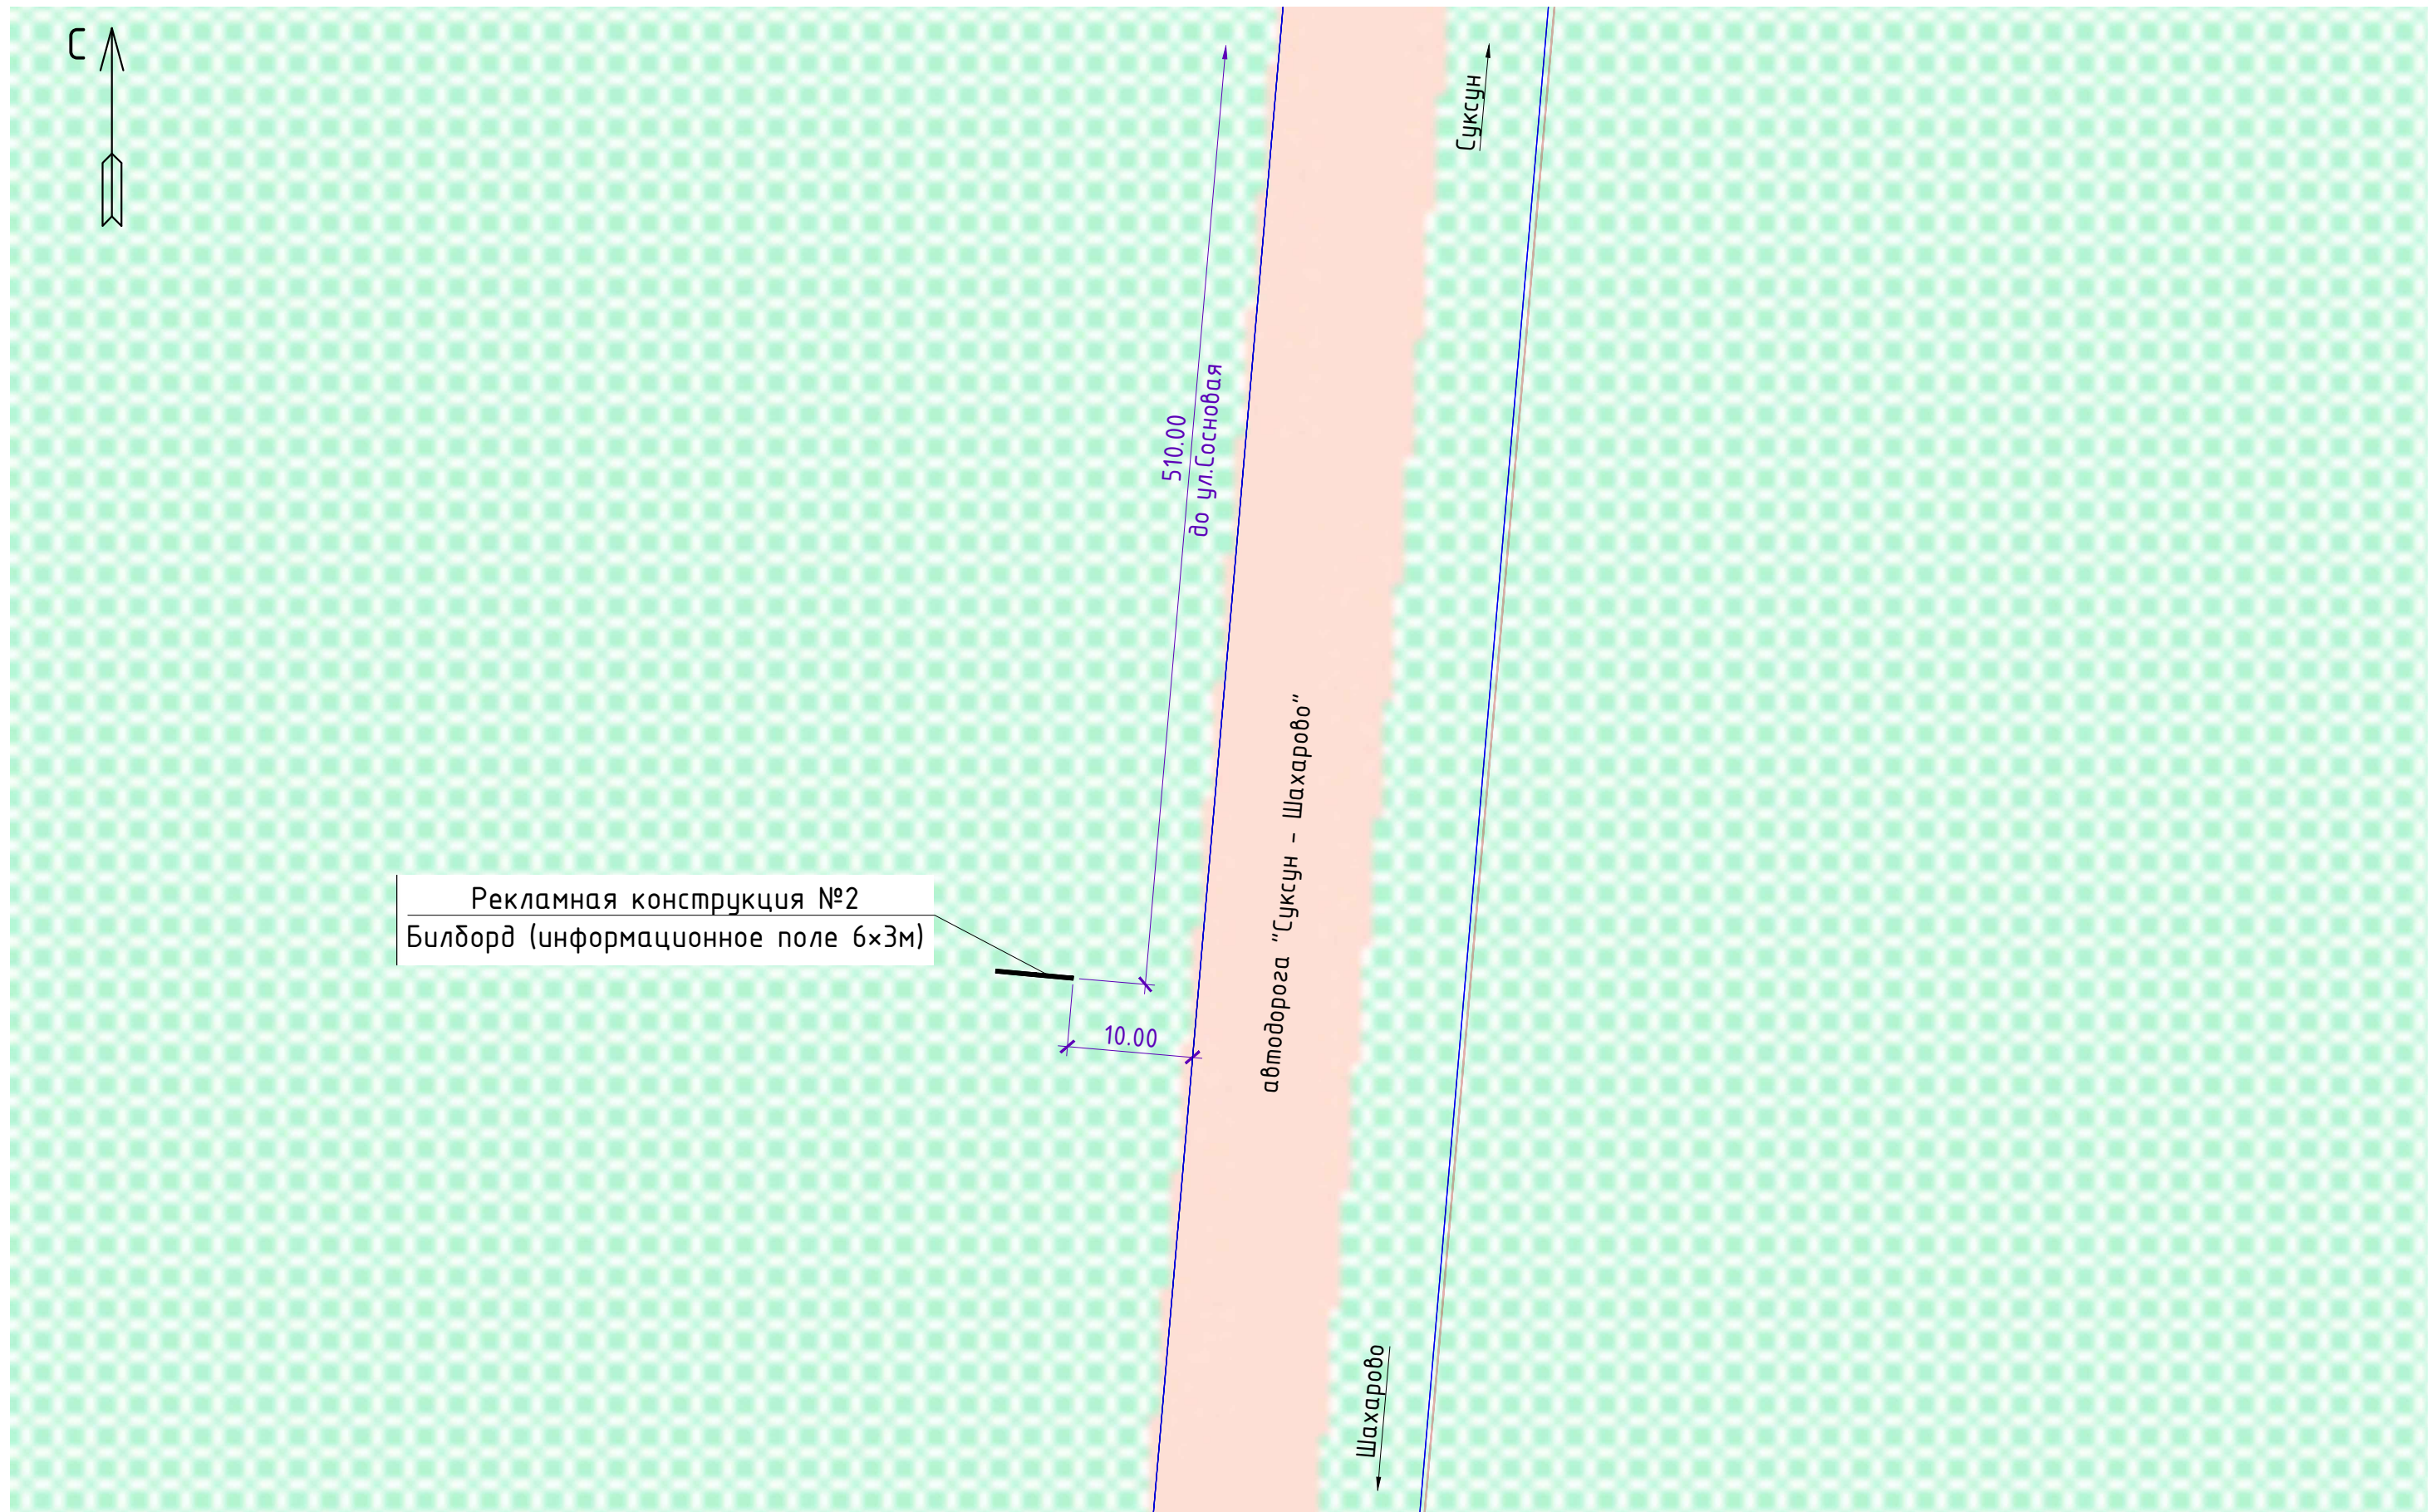 С
Суксун
510.00
до ул.Сосновая
автодорога "Суксун - Шахарово"
Рекламная конструкция №2
Билборд (информационное поле 6×3м)
10.00
Шахарово